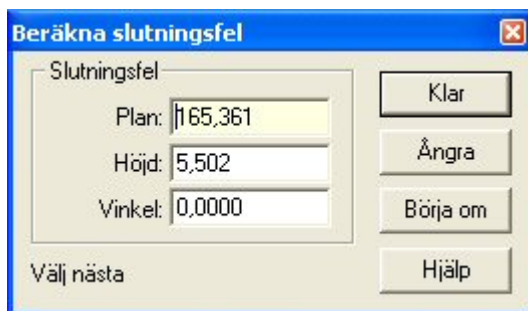 Beräkna slutningsfel
Slutningsfel
Plan: 165,361
Höjd: 5,502
Vinkel: 0,0000
Välj nästa
Klar
Ångra
Börja om
Hjälp